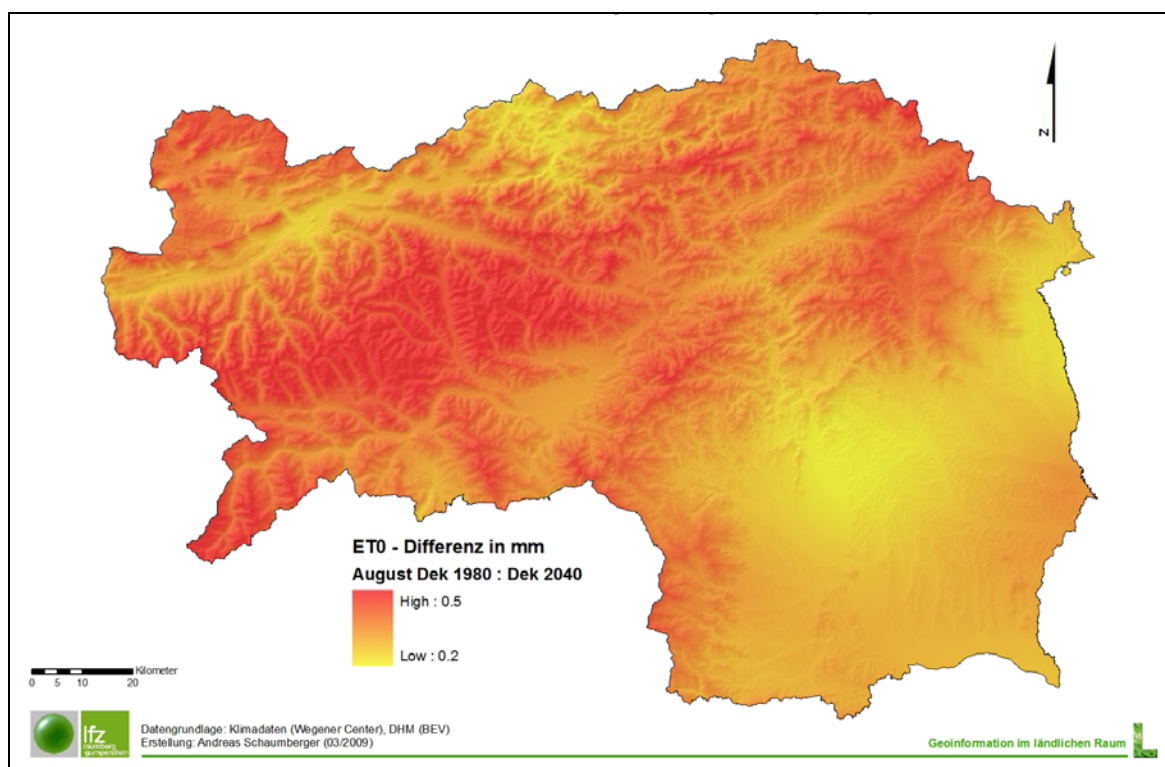 N
ET0 - Differenz in mm
August Dek 1980 : Dek 2040
High : 0.5
Low : 0.2
Kilometer
0 5 10 20
lfz
raumberg
gumpenstein
Datengrundlage: Klimadaten (Wegener Center), DHM (BEV)
Erstellung: Andreas Schaumberger (03/2009)
Geoinformation im ländlichen Raum
L